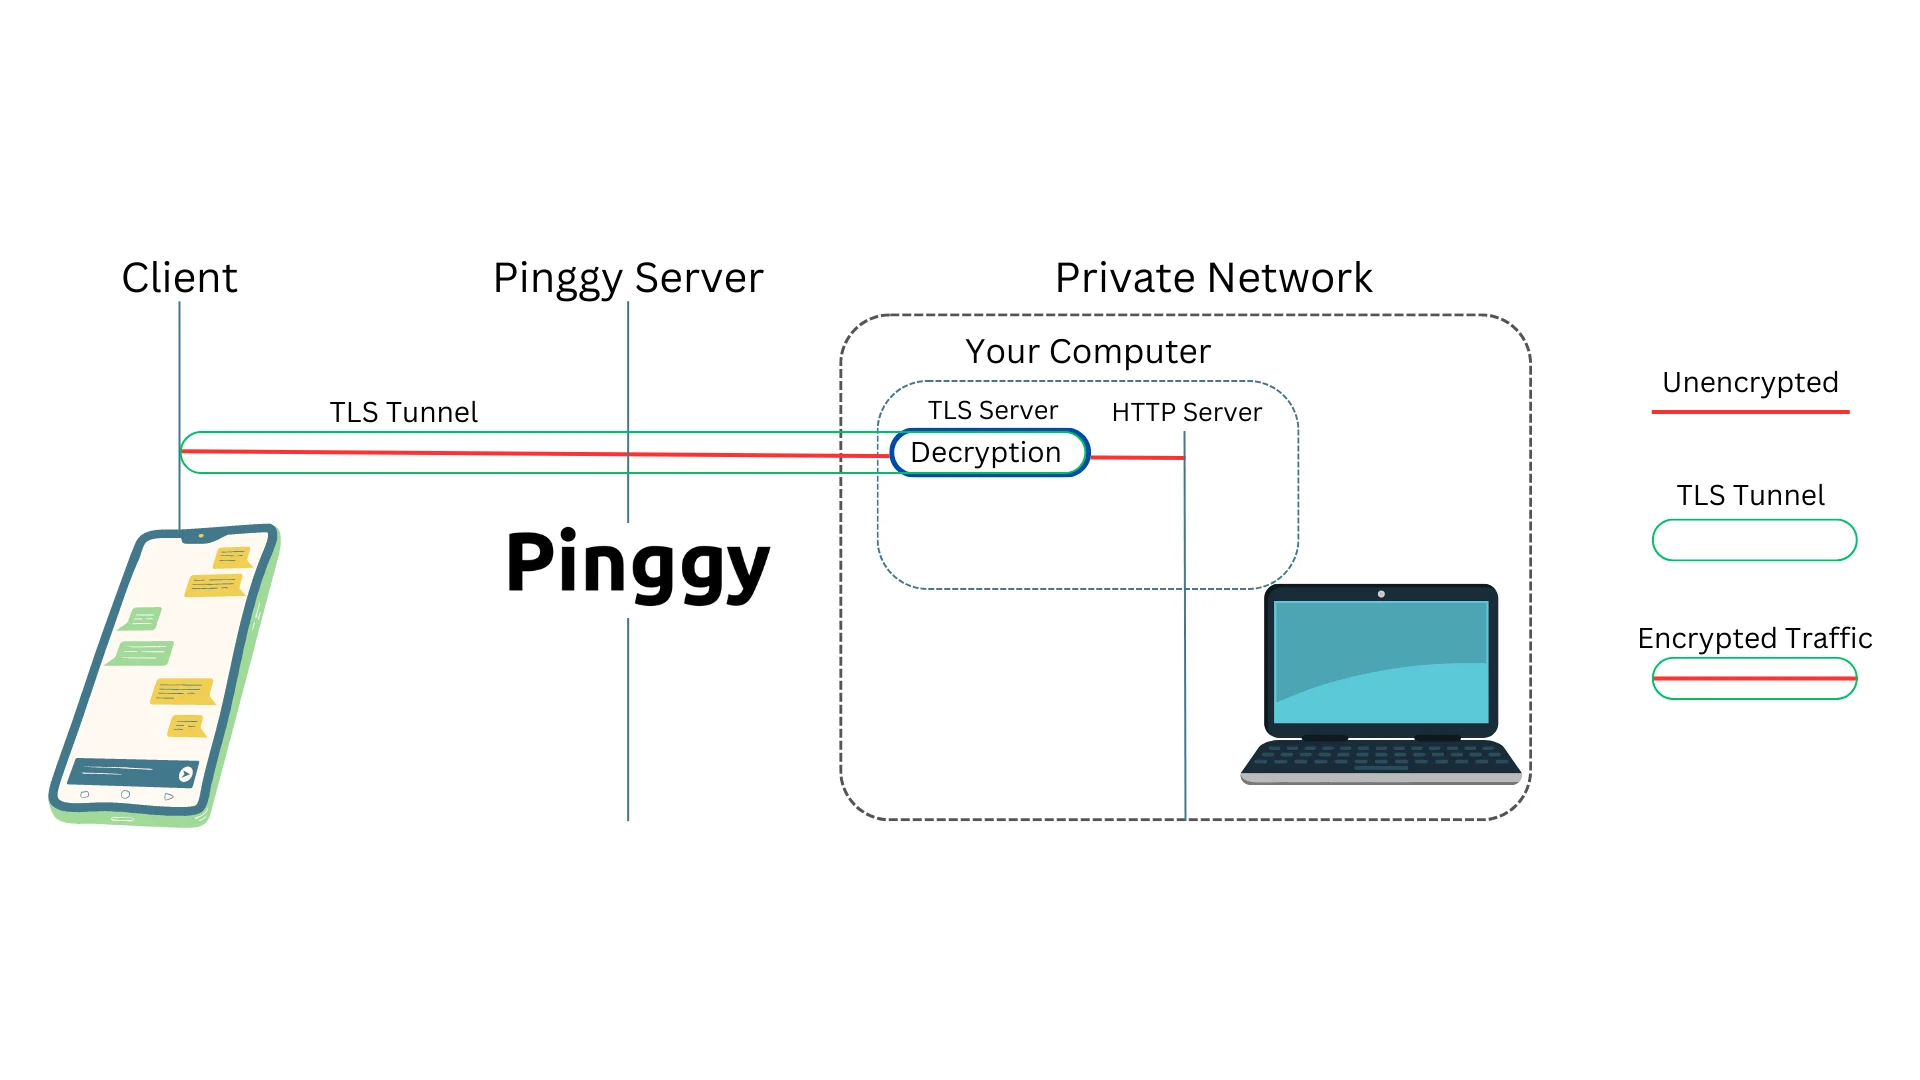 Client
Pinggy Server
Private Network
Your Computer
TLS Tunnel
TLS Server
HTTP Server
Decryption
Pinggy
Unencrypted
TLS Tunnel
Encrypted Traffic